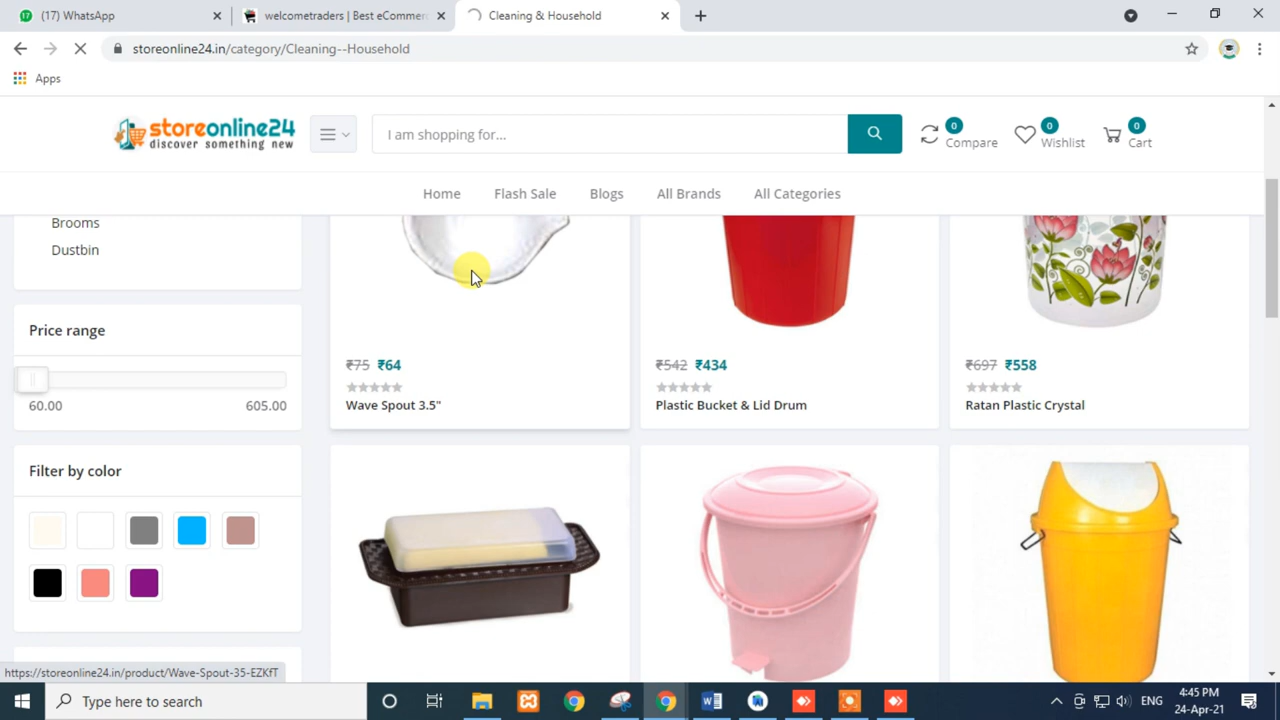 (17) WhatsApp
welcometraders | Best eCommerc
Cleaning & Household
storeonline24.in/category/Cleaning--Household
Apps
storeonline24
discover something new
I am shopping for...
0
Compare
0
Wishlist
0
Cart
Home
Flash Sale
Blogs
All Brands
All Categories
Brooms
Dustbin
Price range
60.00
605.00
Filter by color
₹75 ₹64
Wave Spout 3.5"
₹542 ₹434
Plastic Bucket & Lid Drum
₹697 ₹558
Ratan Plastic Crystal
https://storeonline24.in/product/Wave-Spout-35-EZKfT
Type here to search
ENG
4:45 PM
24-Apr-21